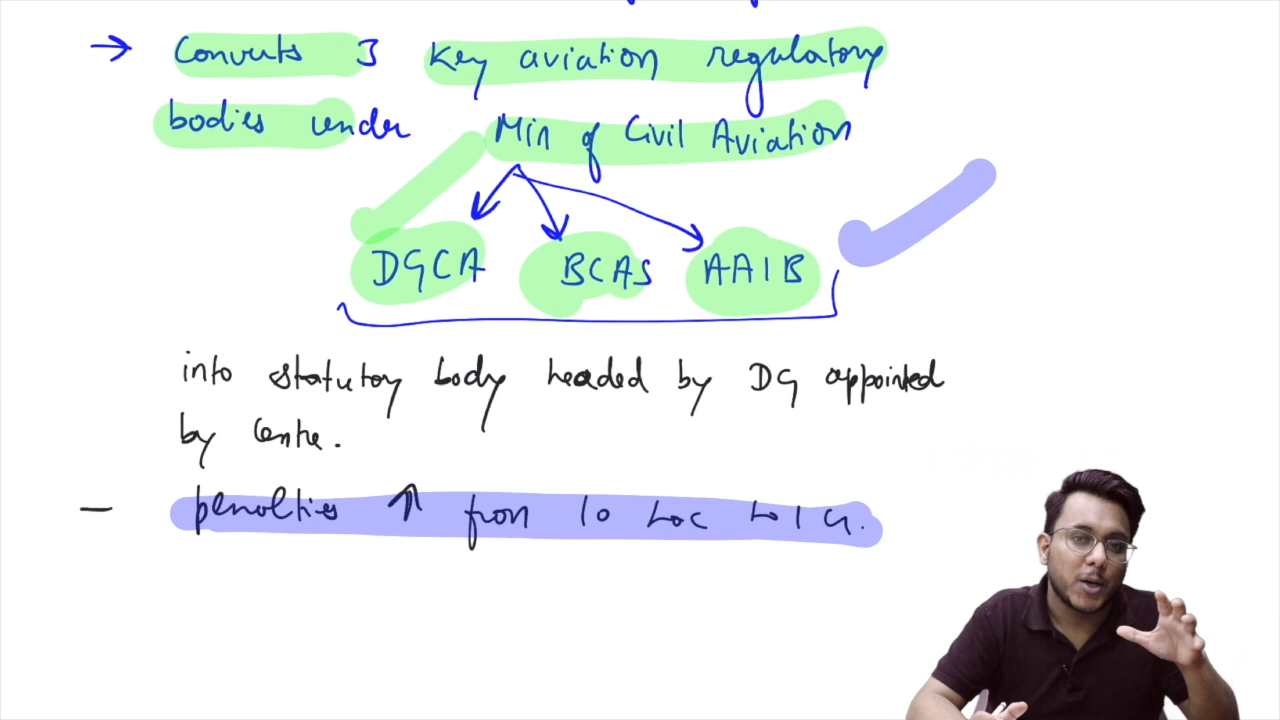 → Converts 3 key aviation regulatory
bodies under Min of Civil Aviation
DGCA BCAS AAIB
into statutory body headed by DG appointed
by Centre.
— penalties ↑ from 10 Lac to 1 Cr.